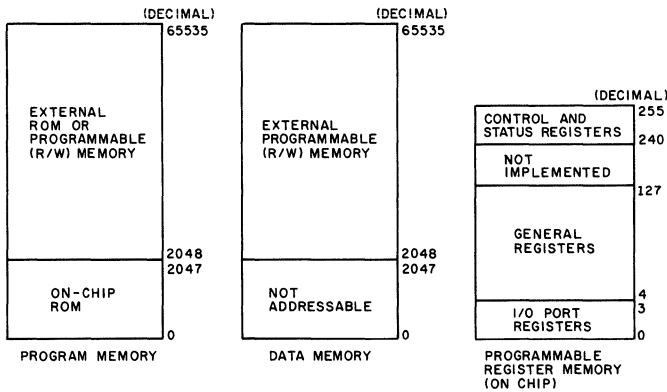 (DECIMAL)
65535
EXTERNAL
ROM OR
PROGRAMMABLE
(R/W) MEMORY
2048
2047
ON-CHIP
ROM
0
PROGRAM MEMORY
(DECIMAL)
65535
EXTERNAL
PROGRAMMABLE
(R/W) MEMORY
2048
2047
NOT
ADDRESSABLE
0
DATA MEMORY
(DECIMAL)
255
CONTROL AND
STATUS REGISTERS
240
NOT
IMPLEMENTED
127
GENERAL
REGISTERS
4
3
I/O PORT
REGISTERS
0
PROGRAMMABLE
REGISTER MEMORY
(ON CHIP)